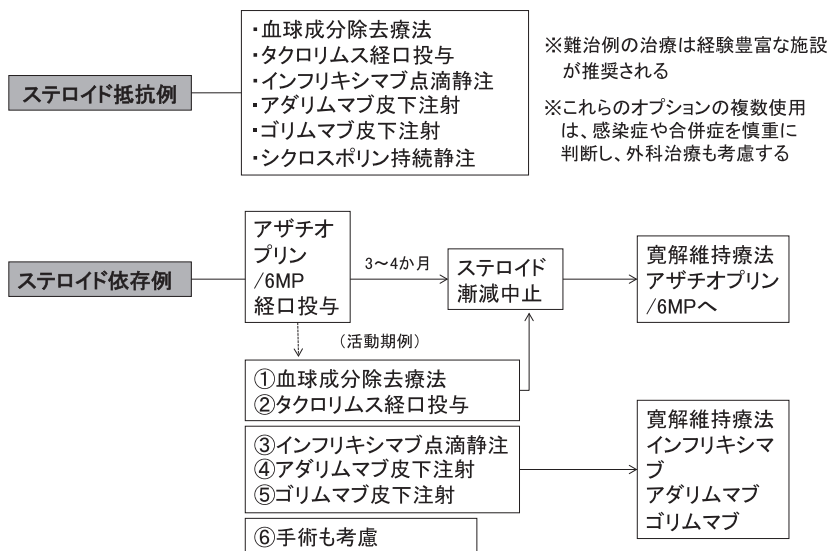 ステロイド抵抗例
・血球成分除去療法
・タクロリムス経口投与
・インフリキシマブ点滴静注
・アダリムマブ皮下注射
・ゴリムマブ皮下注射
・シクロスポリン持続静注
※難治例の治療は経験豊富な施設
が推奨される
※これらのオプションの複数使用
は、感染症や合併症を慎重に
判断し、外科治療も考慮する
ステロイド依存例
アザチオ
プリン
/6MP
経口投与
3～4か月
ステロイド
漸減中止
寛解維持療法
アザチオプリン
/6MPへ
(活動期例)
①血球成分除去療法
②タクロリムス経口投与
③インフリキシマブ点滴静注
④アダリムマブ皮下注射
⑤ゴリムマブ皮下注射
寛解維持療法
インフリキシマ
ブ
アダリムマブ
ゴリムマブ
⑥手術も考慮